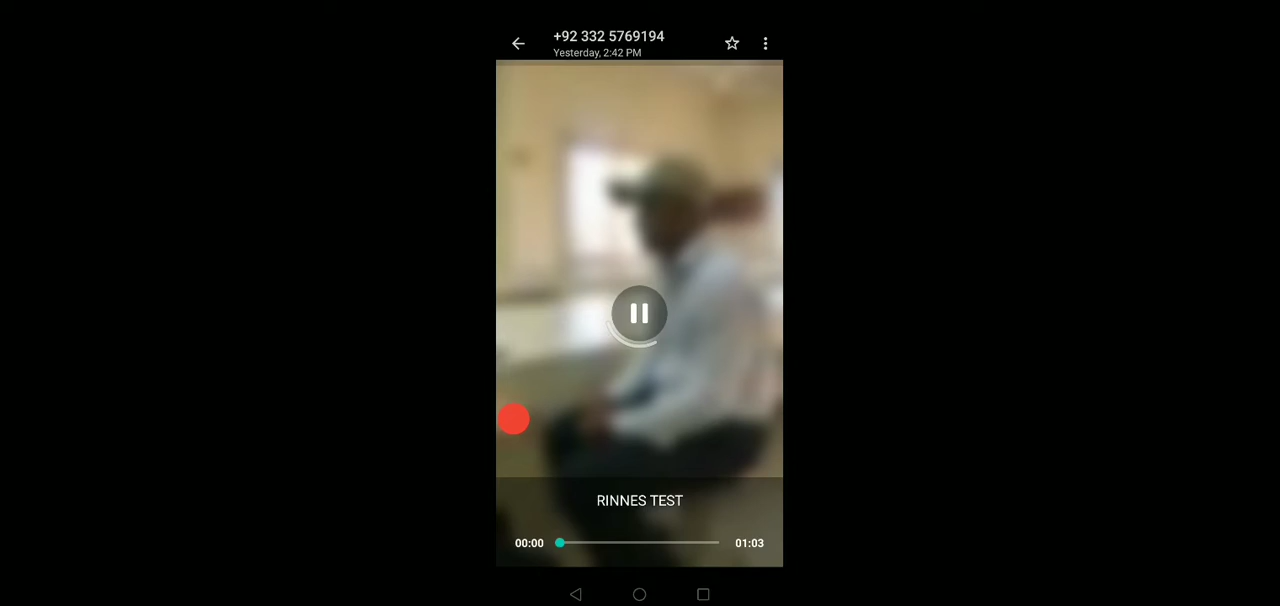 +92 332 5769194
Yesterday, 2:42 PM
RINNES TEST
00:00
01:03